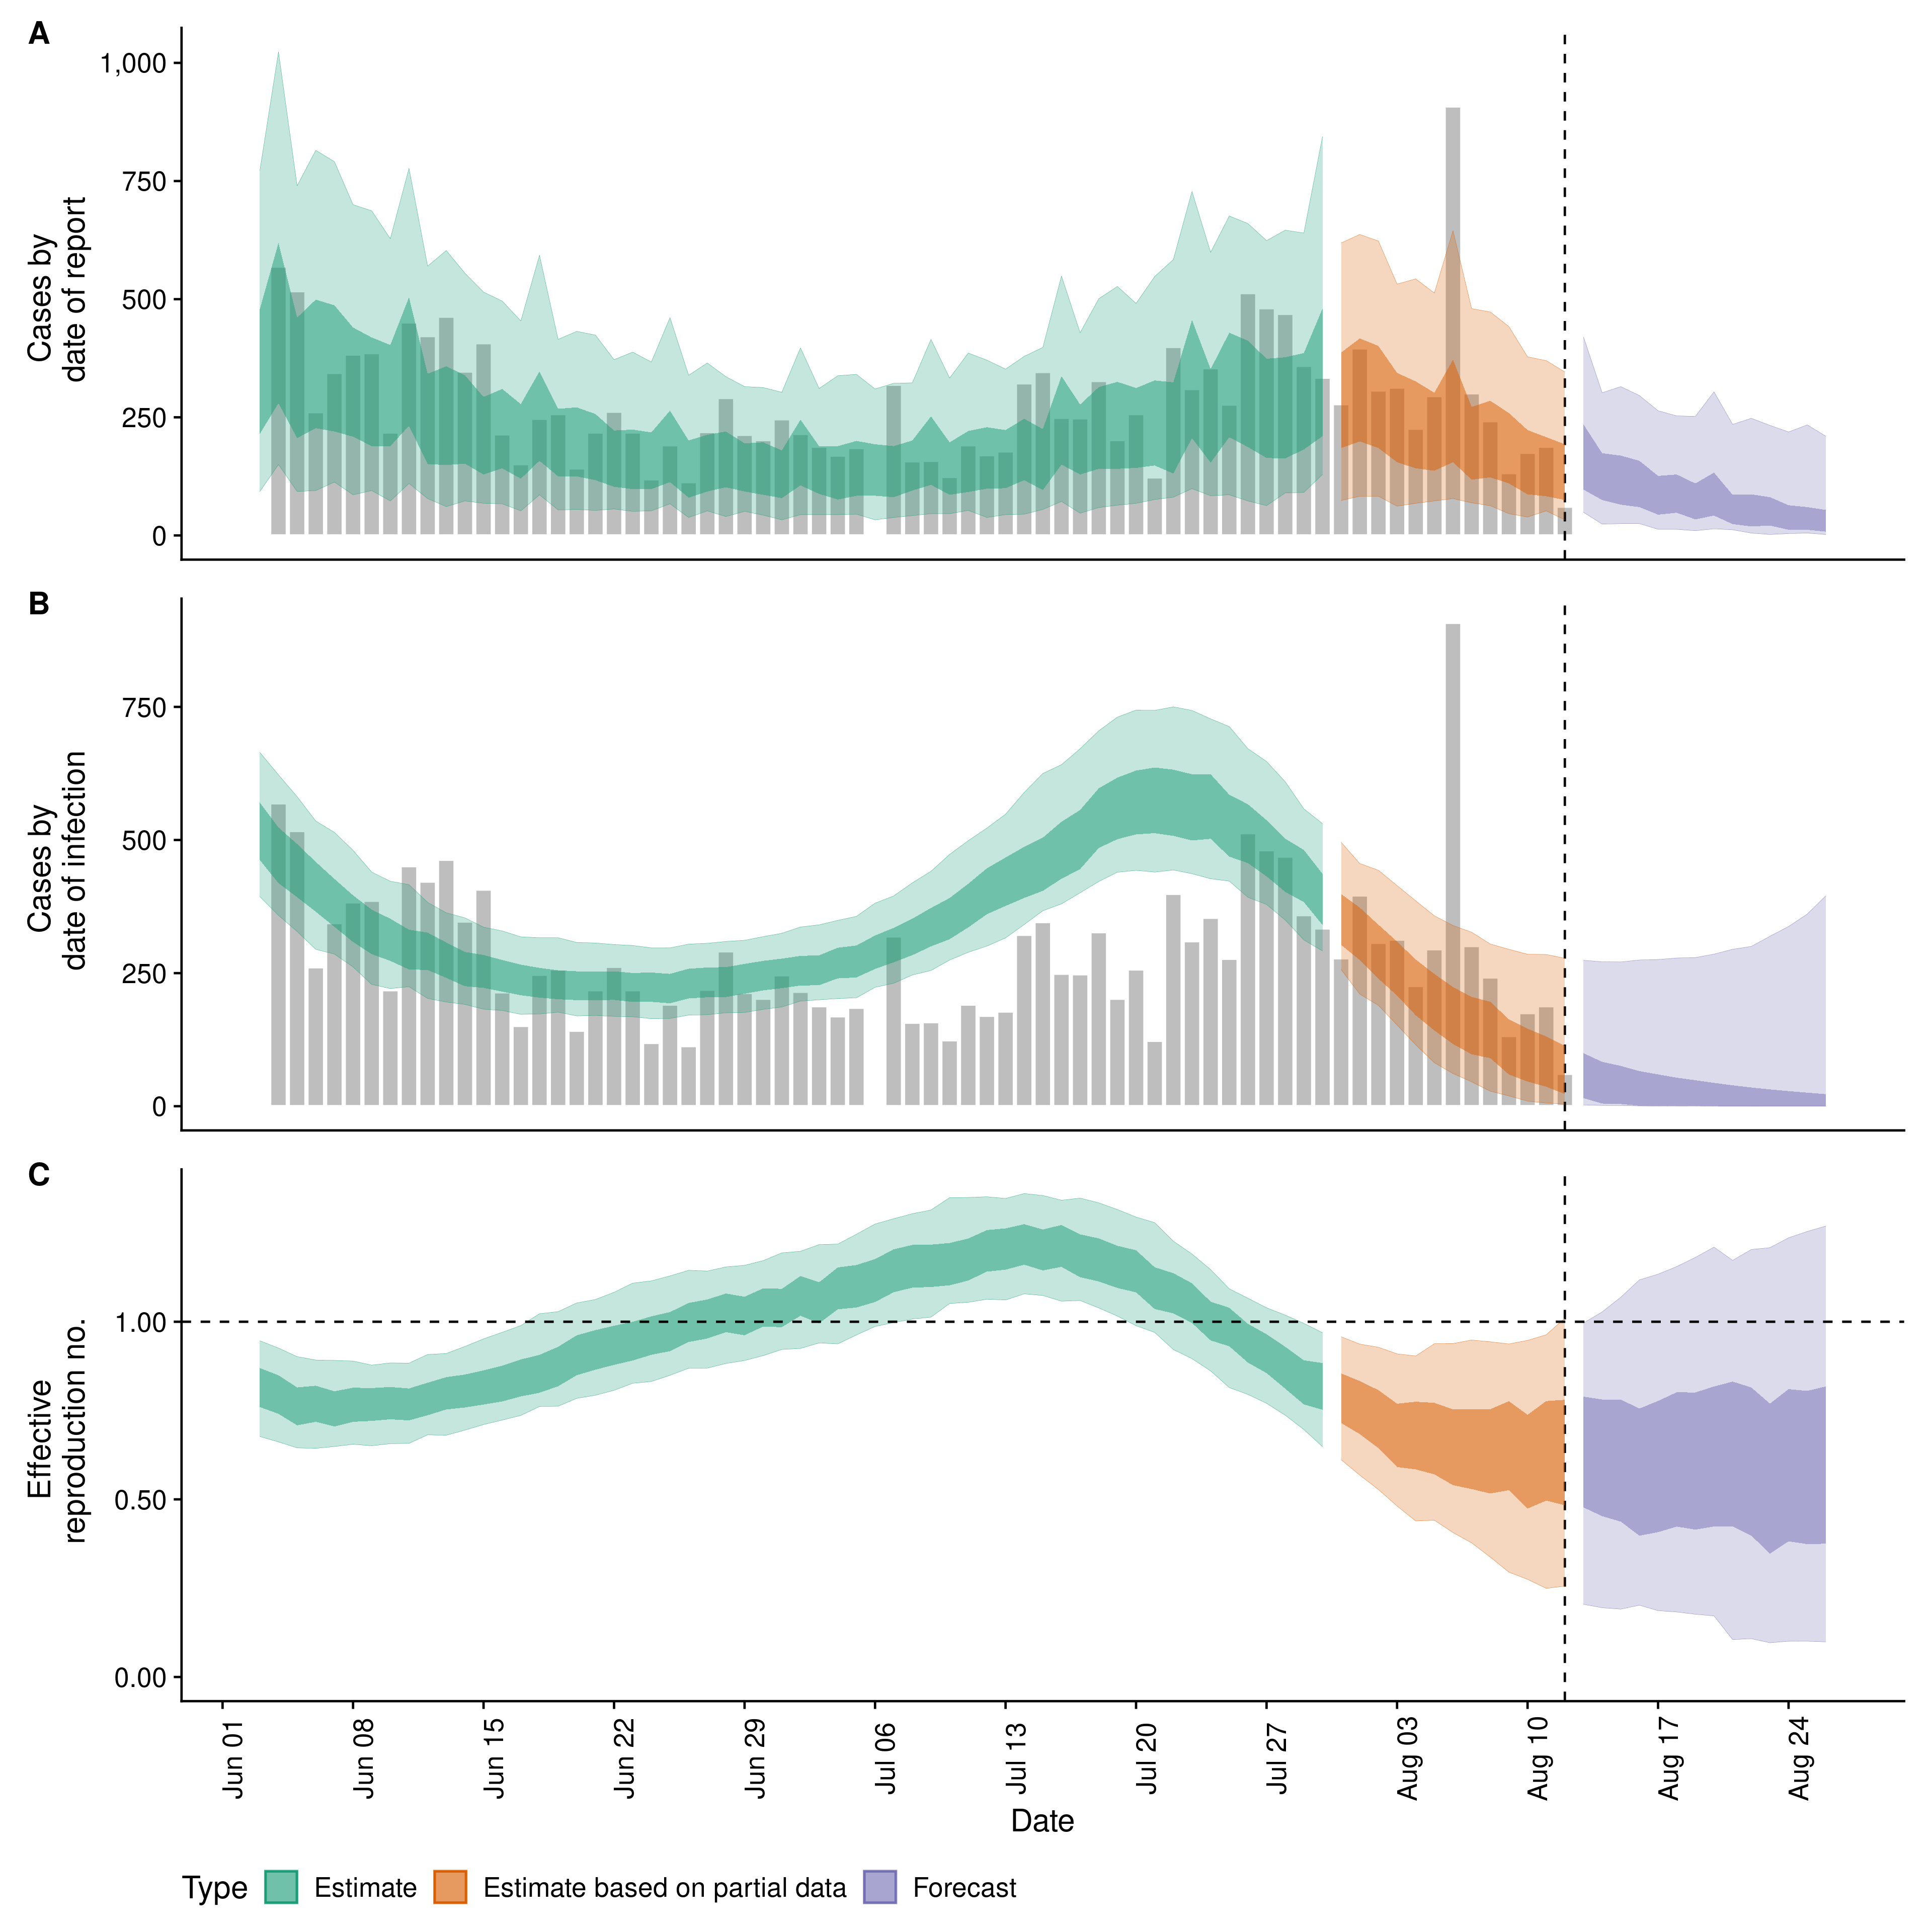 A
Cases by
date of report
1,000
750
500
250
0
B
Cases by
date of infection
750
500
250
0
C
Effective
reproduction no.
1.00
0.50
0.00
Jun 01
Jun 08
Jun 15
Jun 22
Jun 29
Jul 06
Jul 13
Jul 20
Jul 27
Aug 03
Aug 10
Aug 17
Aug 24
Date
Type Estimate Estimate based on partial data Forecast